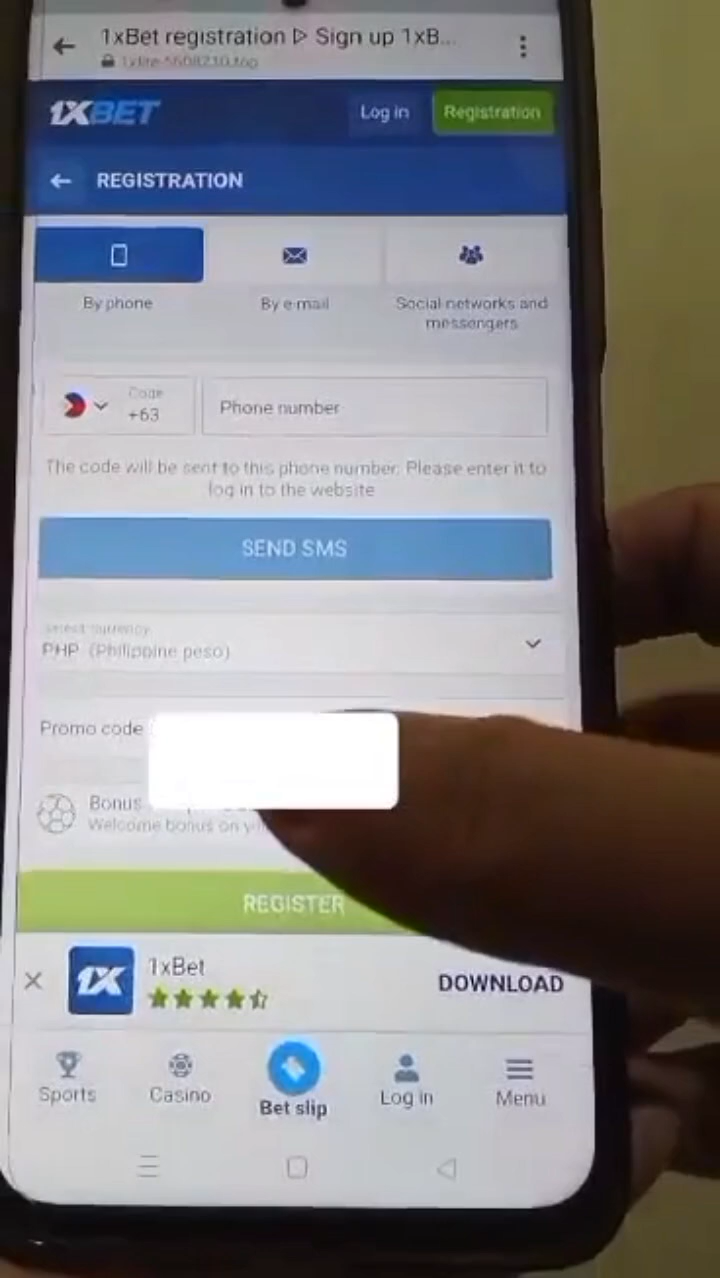 1xBet registration ▷ Sign up 1xB...
1XBET
Log in
Registration
REGISTRATION
By phone
By e-mail
Social networks and
messengers
Code
+63
Phone number
The code will be sent to this phone number. Please enter it to
log in to the website
SEND SMS
Select currency
PHP (Philippine peso)
Promo code
Bonus
Welcome bonus on
REGISTER
1X
1xBet
DOWNLOAD
Sports
Casino
Bet slip
Log in
Menu